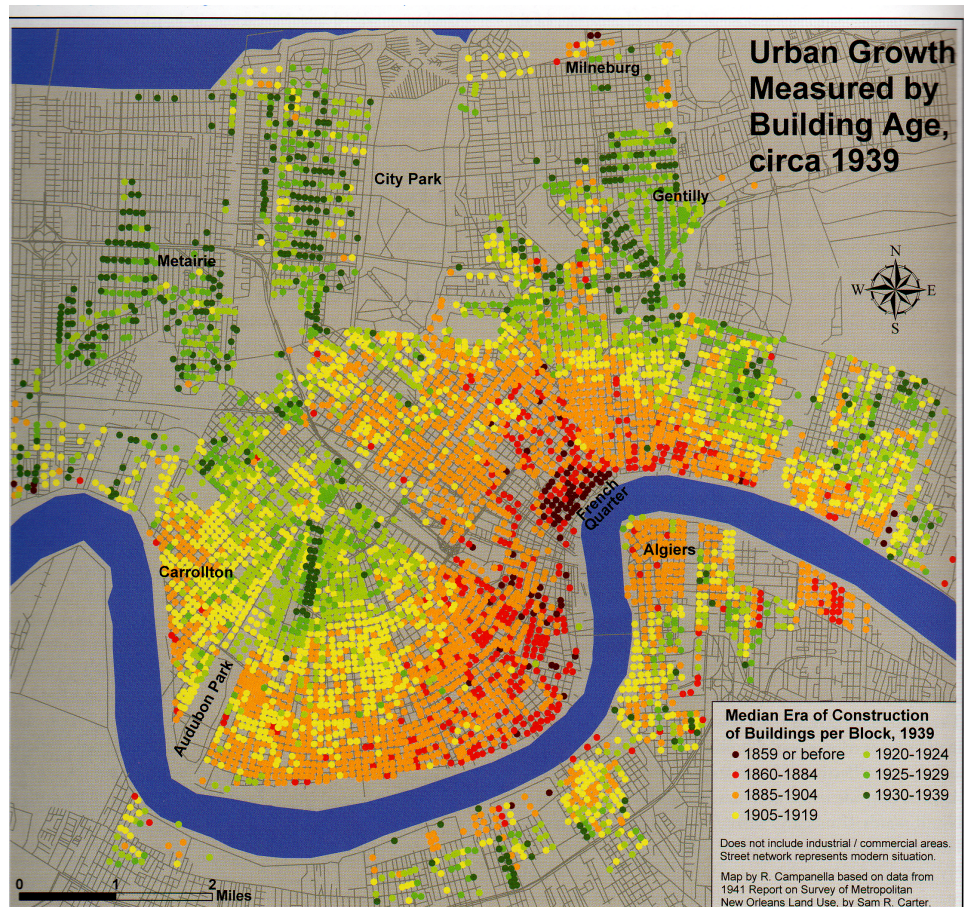 Urban Growth
Measured by
Building Age,
circa 1939
Milneburg
City Park
Gentilly
Metairie
N
W
E
S
French
Quarter
Algiers
Carrollton
Audubon Park
Median Era of Construction
of Buildings per Block, 1939
1859 or before
1860-1884
1885-1904
1905-1919
1920-1924
1925-1929
1930-1939
Does not include industrial / commercial areas.
Street network represents modern situation.
Map by R. Campanella based on data from
1941 Report on Survey of Metropolitan
New Orleans Land Use, by Sam R. Carter.
0 1 2 Miles